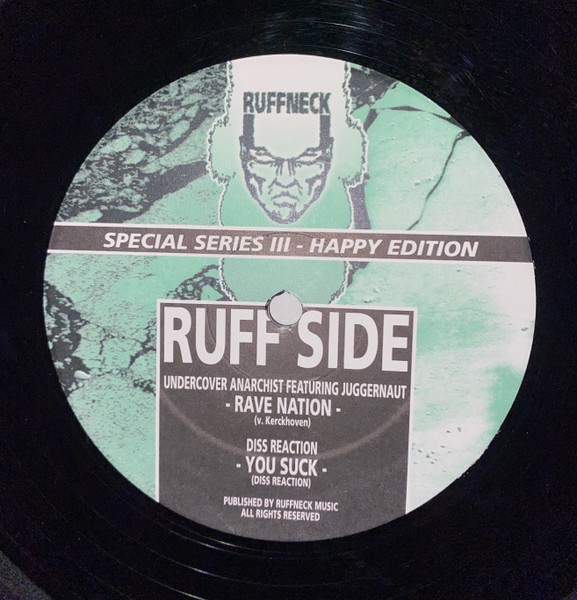 RUFFNECK
SPECIAL SERIES III - HAPPY EDITION
RUFF SIDE
UNDERCOVER ANARCHIST FEATURING JUGGERNAUT
- RAVE NATION -
(v. Kerckhoven)
DISS REACTION
- YOU SUCK -
(DISS REACTION)
PUBLISHED BY RUFFNECK MUSIC
ALL RIGHTS RESERVED